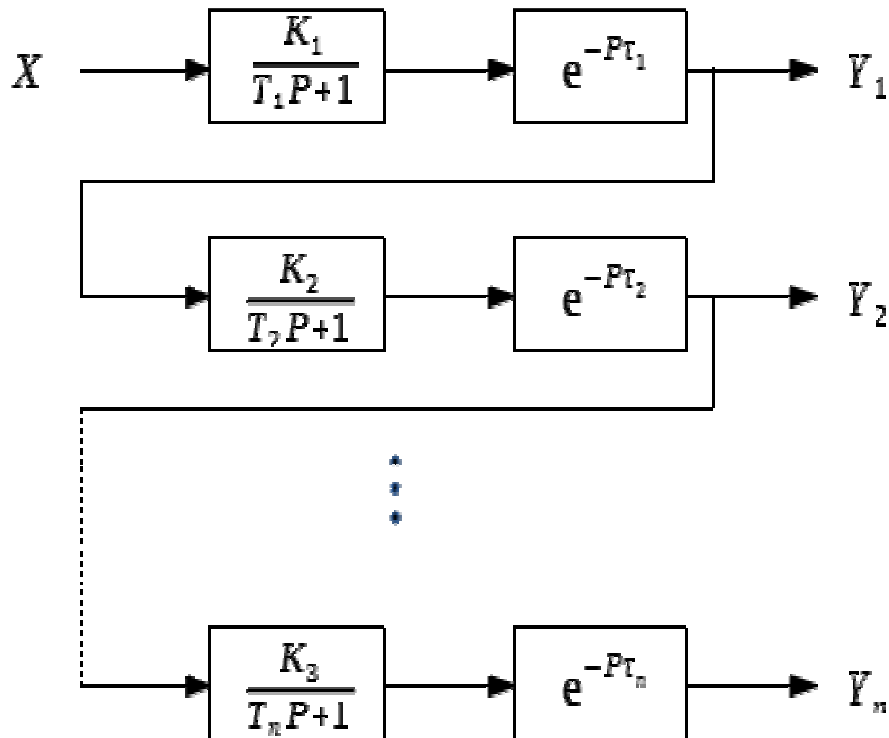 X K₁/T₁P+1 e^−Pτ₁ Y₁
K₂/T₂P+1 e^−Pτ₂ Y₂
K₃/TₙP+1 e^−Pτₙ Yₙ